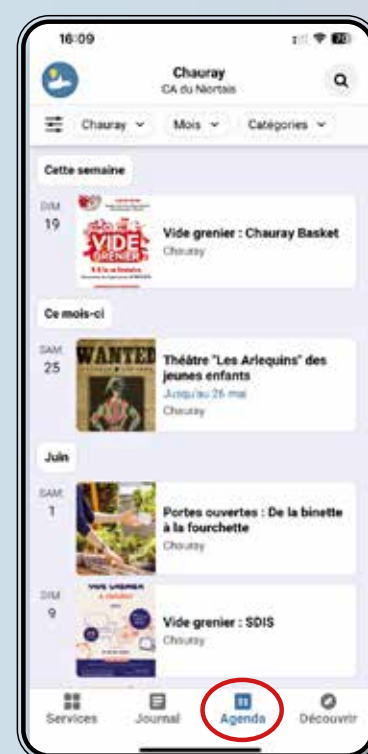 16:09
70
Chauray
CA du Niortais
Chauray
Mois
Catégories
Cette semaine
DIM.
19
VIDE
GRENIER
Vide grenier : Chauray Basket
Chauray
Ce mois-ci
SAM.
25
WANTED
Théâtre "Les Arlequins" des
jeunes enfants
Jusqu'au 26 mai
Chauray
Juin
SAM.
1
Portes ouvertes : De la binette
à la fourchette
Chauray
DIM.
9
VIDE GRENIER
Vide grenier : SDIS
Chauray
Services
Journal
Agenda
Découvrir